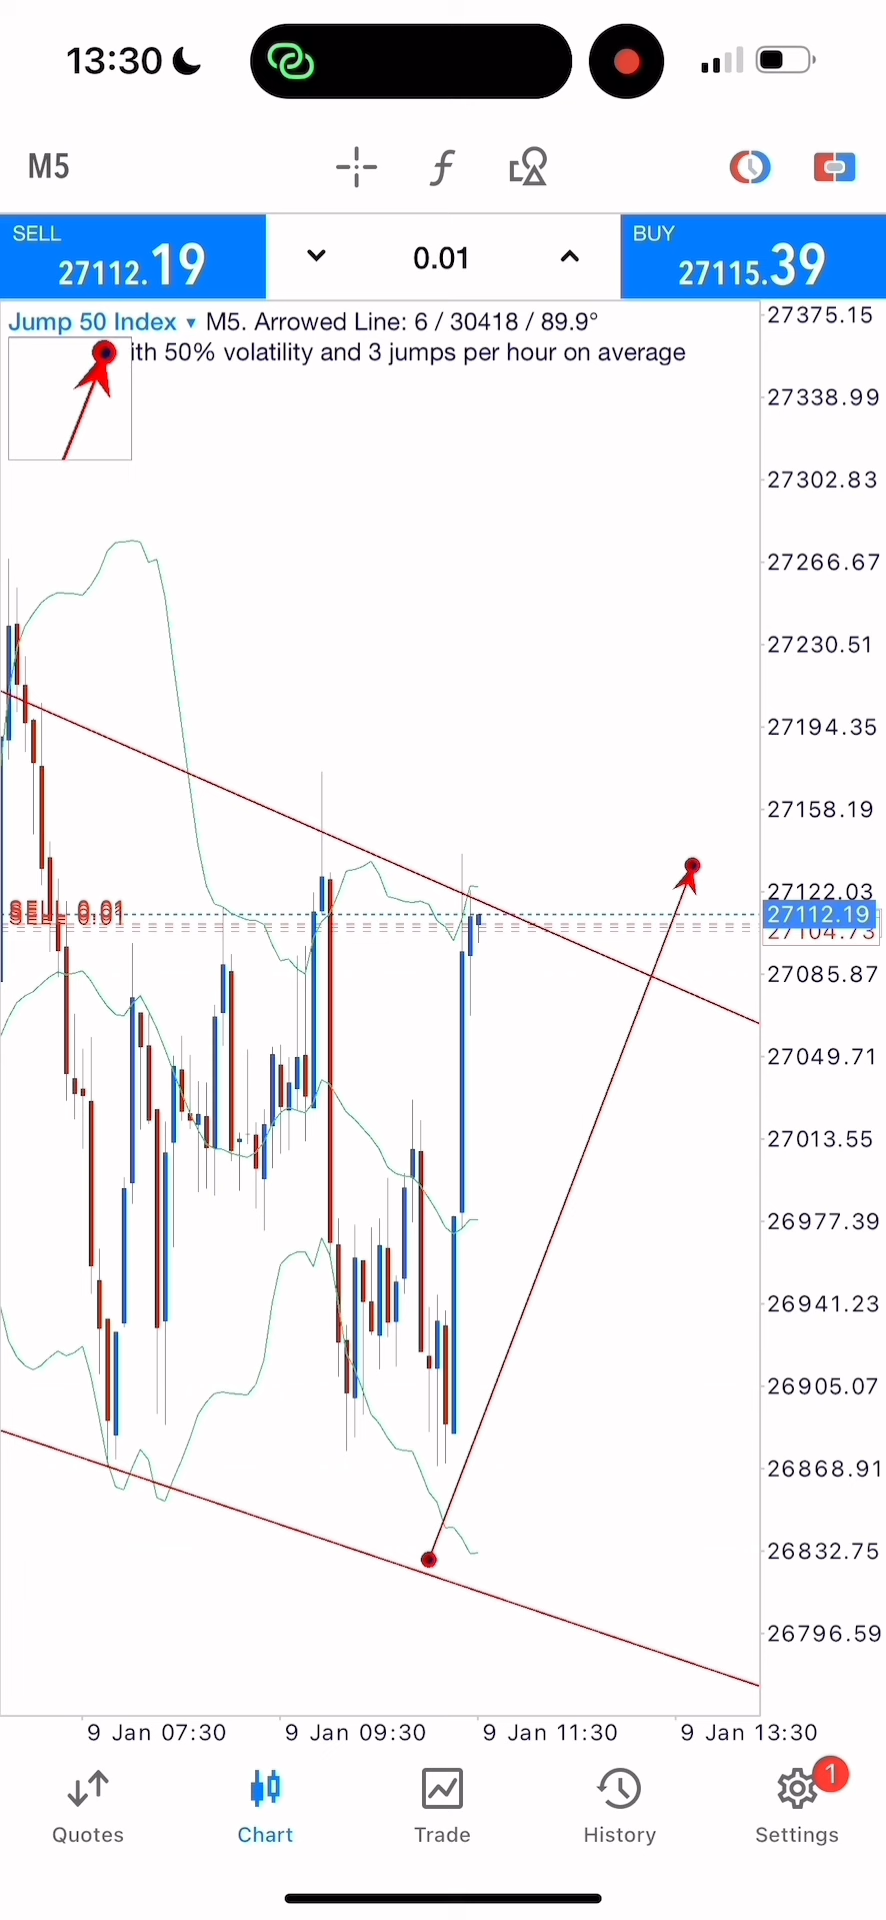 13:30
M5
SELL
27112.19
0.01
BUY
27115.39
Jump 50 Index ▾ M5. Arrowed Line: 6 / 30418 / 89.9°
ith 50% volatility and 3 jumps per hour on average
27375.15
27338.99
27302.83
27266.67
27230.51
27194.35
27158.19
27122.03
SELL 0.01
27112.19
27104.73
27085.87
27049.71
27013.55
26977.39
26941.23
26905.07
26868.91
26832.75
26796.59
9 Jan 07:30
9 Jan 09:30
9 Jan 11:30
9 Jan 13:30
1
Quotes
Chart
Trade
History
Settings